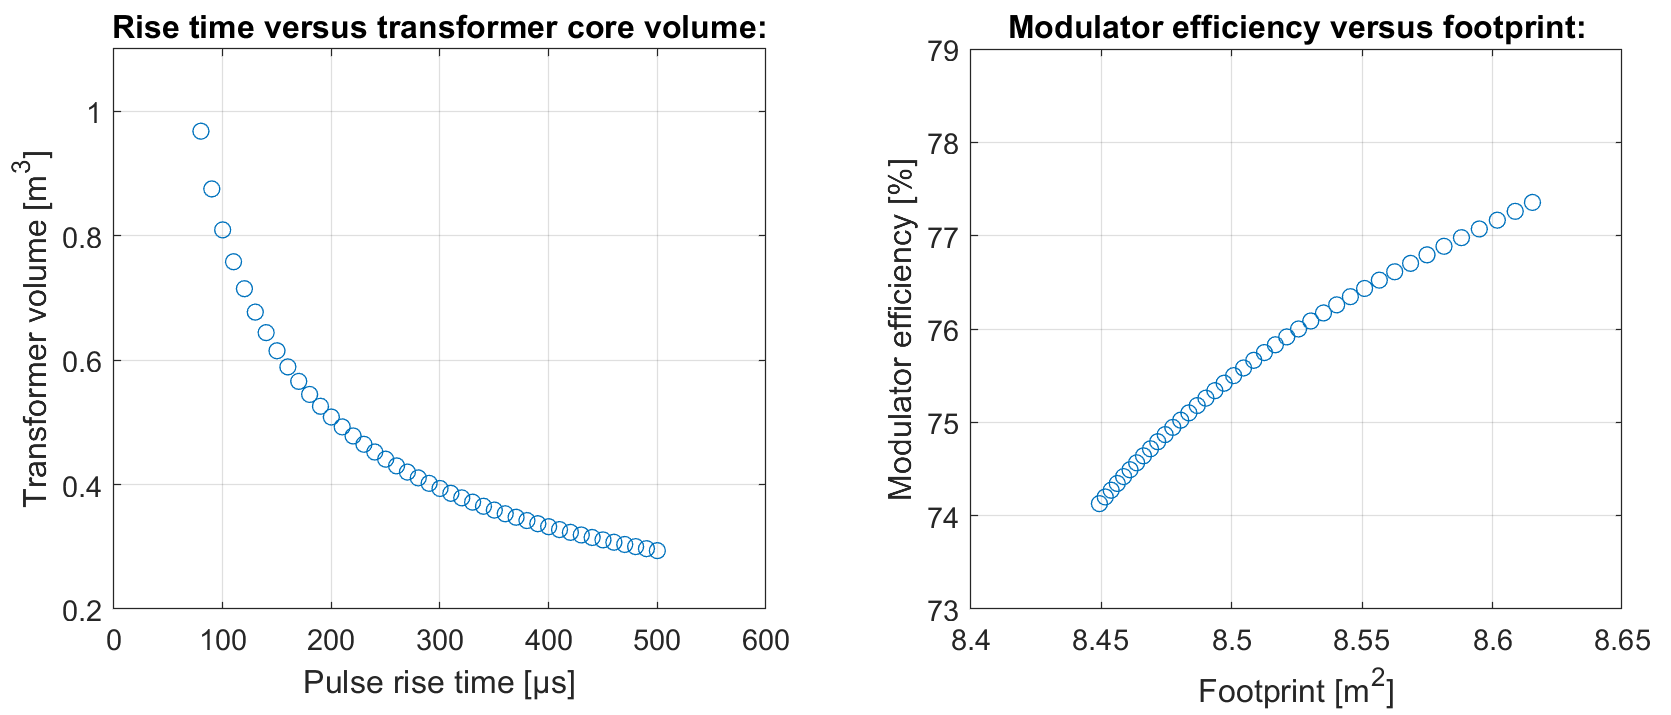 Rise time versus transformer core volume:
Transformer volume [m³]
1
0.8
0.6
0.4
0.2
0 100 200 300 400 500 600
Pulse rise time [µs]
Modulator efficiency versus footprint:
Modulator efficiency [%]
79
78
77
76
75
74
73
8.4 8.45 8.5 8.55 8.6 8.65
Footprint [m²]